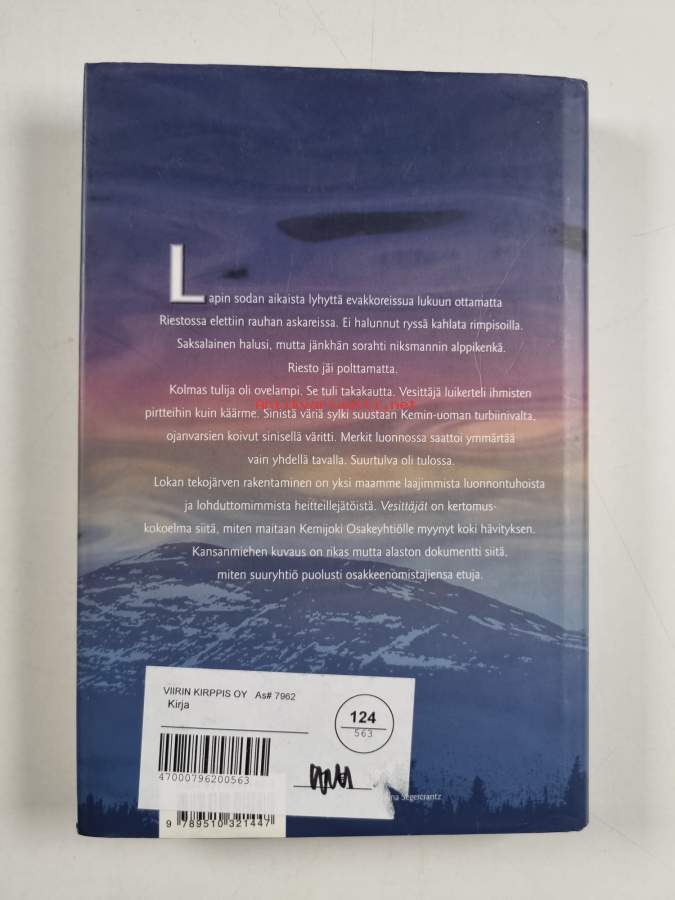 Lapin sodan aikaista lyhyttä evakkoreissua lukuun ottamatta
Riestossa elettiin rauhan askareissa. Ei halunnut ryssä kahlata rimpisoilla.
Saksalainen halusi, mutta jänkhän sorahti niksmannin alppikenkä.
Riesto jäi polttamatta.
Kolmas tulija oli ovelampi. Se tuli takakautta. Vesittäjä luikerteli ihmisten
pirtteihin kuin käärme. Sinistä väriä sylki suustaan Kemin-uoman turbiinivalta,
ojanvarsien koivut sinisellä väritti. Merkit luonnossa saattoi ymmärtää
vain yhdellä tavalla. Suurtulva oli tulossa.
Lokan tekojärven rakentaminen on yksi maamme laajimmista luonnontuhoista
ja lohduttomimmista heitteillejätöistä. Vesittäjät on kertomus-
kokoelma siitä, miten maitaan Kemijoki Osakeyhtiölle myynyt koki hävityksen.
Kansanmiehen kuvaus on rikas mutta alaston dokumentti siitä,
miten suuryhtiö puolusti osakkeenomistajiensa etuja.
VIIRIN KIRPPIS OY As# 7962
Kirja
124
563
47000796200563
Segercrantz
9 789510 321447